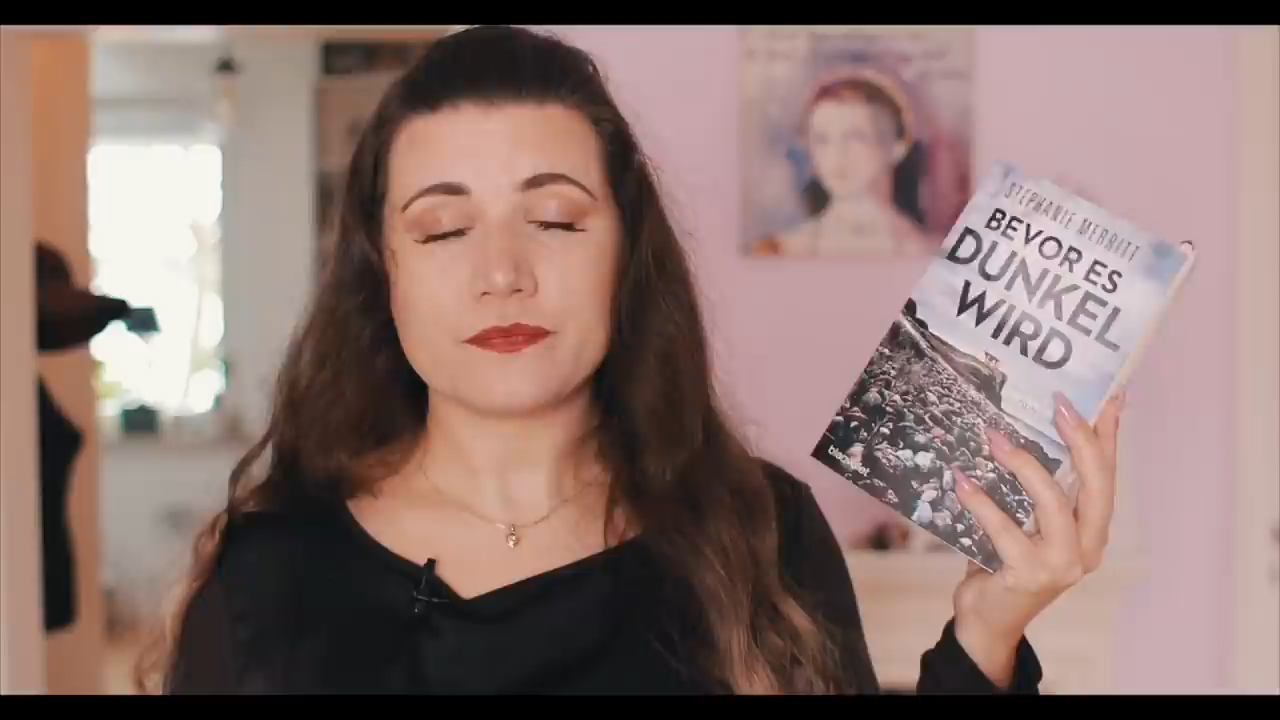 STEPHANIE MERRITT
BEVOR ES
DUNKEL
WIRD
blanvalet